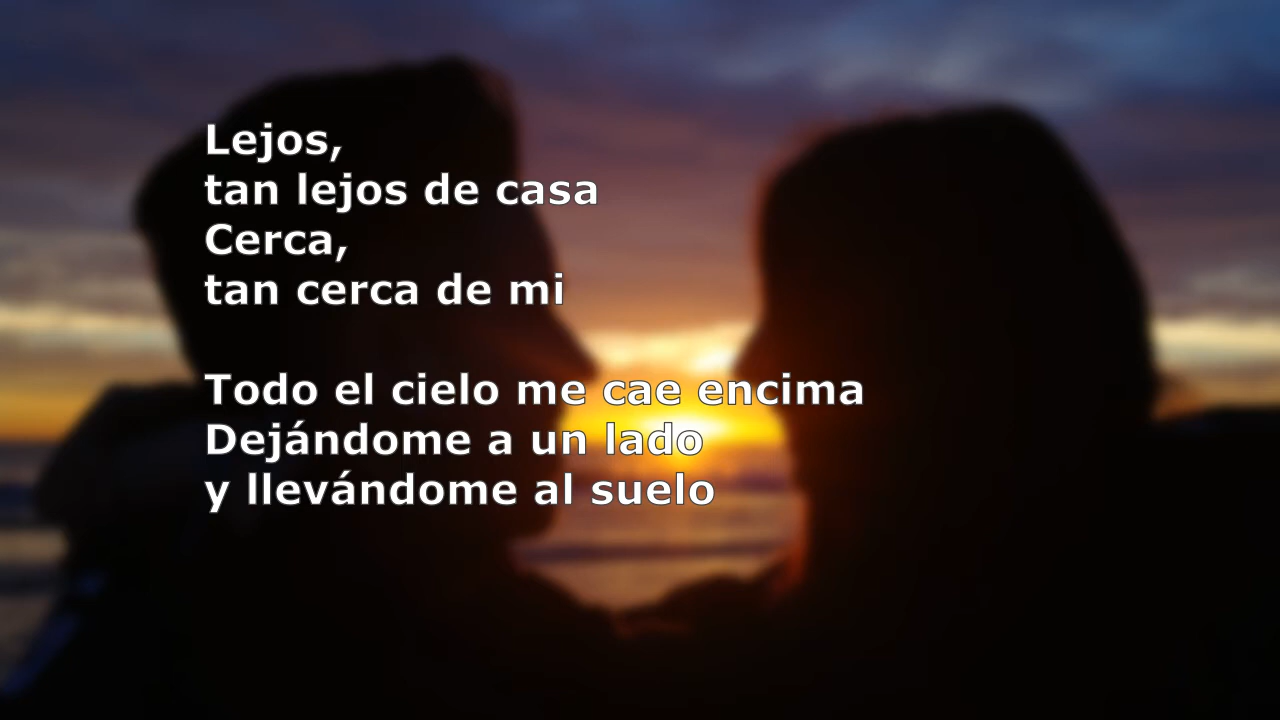 Lejos,
tan lejos de casa
Cerca,
tan cerca de mi
Todo el cielo me cae encima
Dejándome a un lado
y llevándome al suelo